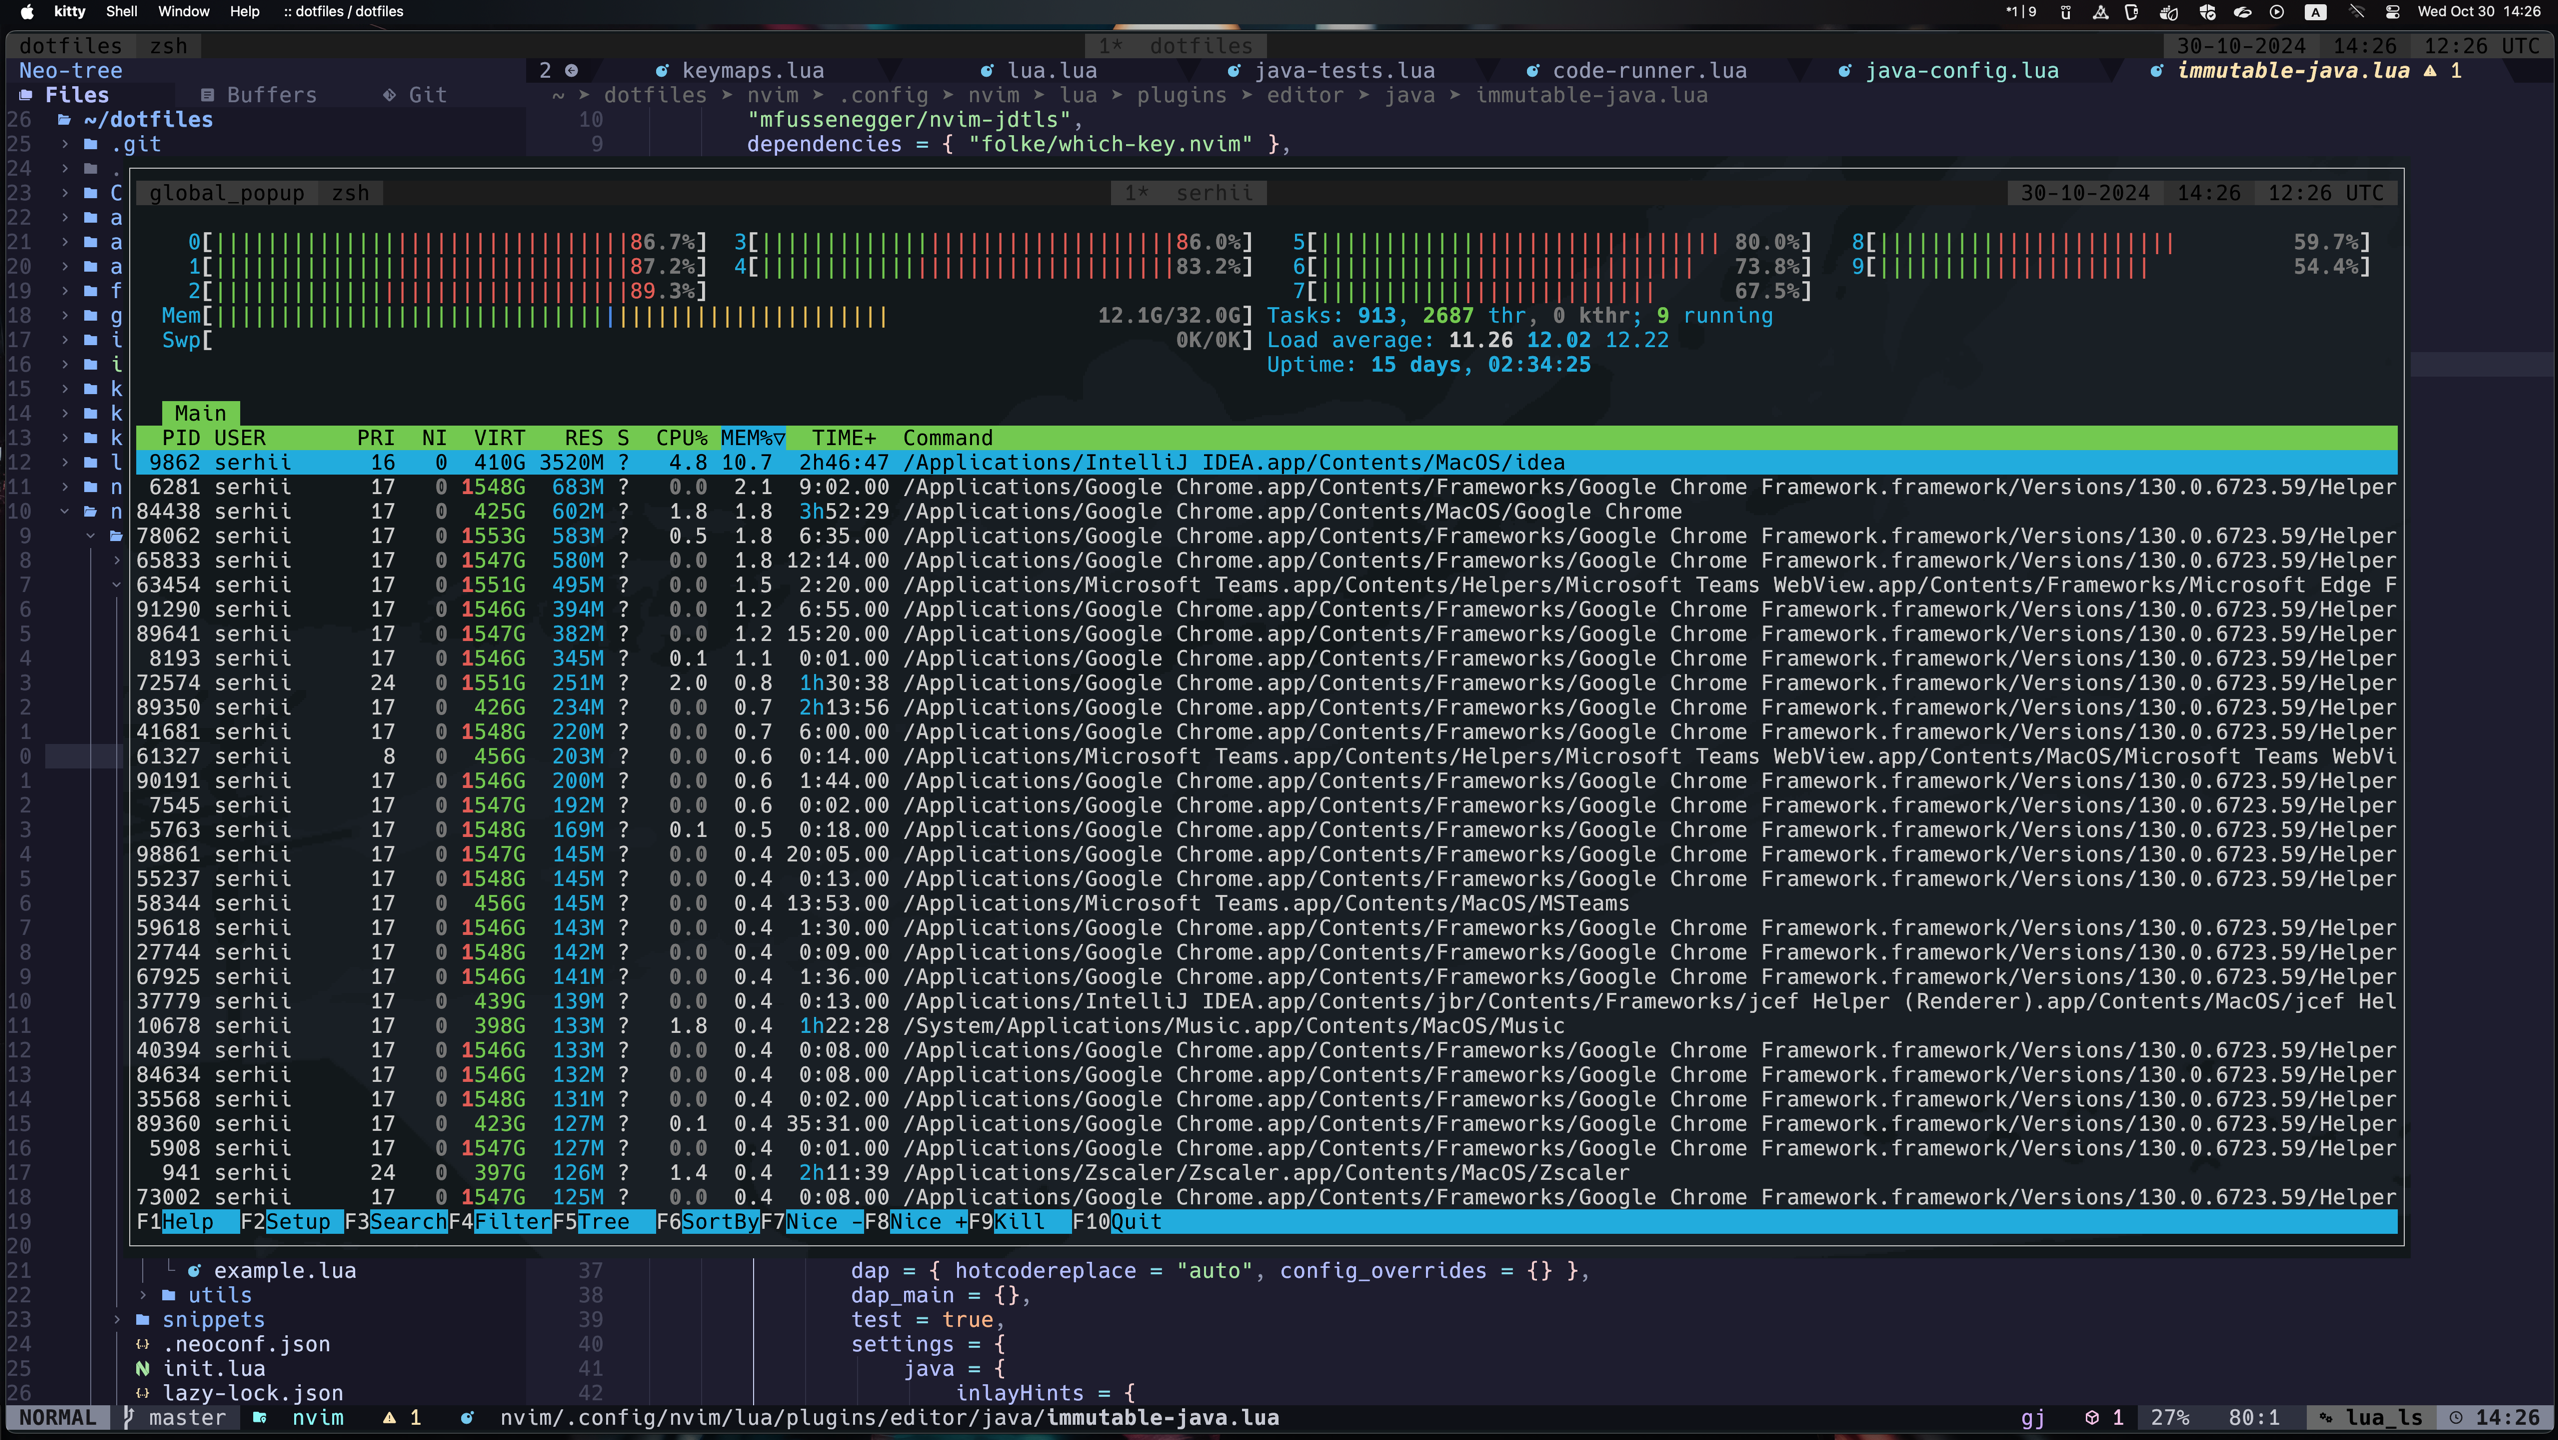 kitty Shell Window Help :: dotfiles / dotfiles *1|9 A Wed Oct 30 14:26
dotfiles zsh 1* dotfiles 30-10-2024 14:26 12:26 UTC
Neo-tree 2 keymaps.lua lua.lua java-tests.lua code-runner.lua java-config.lua immutable-java.lua 1
Files Buffers Git ~ dotfiles nvim .config nvim lua plugins editor java immutable-java.lua
26 ~/dotfiles 10 "mfussenegger/nvim-jdtls",
25 .git 9 dependencies = { "folke/which-key.nvim" },
24 .
23 C global_popup zsh 1* serhii 30-10-2024 14:26 12:26 UTC
22 a
21 a 0[86.7%] 3[86.0%] 5[80.0%] 8[59.7%]
20 a 1[87.2%] 4[83.2%] 6[73.8%] 9[54.4%]
19 f 2[89.3%] 7[67.5%]
18 g Mem[12.1G/32.0G] Tasks: 913, 2687 thr, 0 kthr; 9 running
17 i Swp[0K/0K] Load average: 11.26 12.02 12.22
16 i Uptime: 15 days, 02:34:25
15 k
14 k Main
13 k PID USER PRI NI VIRT RES S CPU% MEM%▽ TIME+ Command
12 l 9862 serhii 16 0 410G 3520M ? 4.8 10.7 2h46:47 /Applications/IntelliJ IDEA.app/Contents/MacOS/idea
11 n 6281 serhii 17 0 1548G 683M ? 0.0 2.1 9:02.00 /Applications/Google Chrome.app/Contents/Frameworks/Google Chrome Framework.framework/Versions/130.0.6723.59/Helper
10 n 84438 serhii 17 0 425G 602M ? 1.8 1.8 3h52:29 /Applications/Google Chrome.app/Contents/MacOS/Google Chrome
9 78062 serhii 17 0 1553G 583M ? 0.5 1.8 6:35.00 /Applications/Google Chrome.app/Contents/Frameworks/Google Chrome Framework.framework/Versions/130.0.6723.59/Helper
8 65833 serhii 17 0 1547G 580M ? 0.0 1.8 12:14.00 /Applications/Google Chrome.app/Contents/Frameworks/Google Chrome Framework.framework/Versions/130.0.6723.59/Helper
7 63454 serhii 17 0 1551G 495M ? 0.0 1.5 2:20.00 /Applications/Microsoft Teams.app/Contents/Helpers/Microsoft Teams WebView.app/Contents/Frameworks/Microsoft Edge F
6 91290 serhii 17 0 1546G 394M ? 0.0 1.2 6:55.00 /Applications/Google Chrome.app/Contents/Frameworks/Google Chrome Framework.framework/Versions/130.0.6723.59/Helper
5 89641 serhii 17 0 1547G 382M ? 0.0 1.2 15:20.00 /Applications/Google Chrome.app/Contents/Frameworks/Google Chrome Framework.framework/Versions/130.0.6723.59/Helper
4 8193 serhii 17 0 1546G 345M ? 0.1 1.1 0:01.00 /Applications/Google Chrome.app/Contents/Frameworks/Google Chrome Framework.framework/Versions/130.0.6723.59/Helper
3 72574 serhii 24 0 1551G 251M ? 2.0 0.8 1h30:38 /Applications/Google Chrome.app/Contents/Frameworks/Google Chrome Framework.framework/Versions/130.0.6723.59/Helper
2 89350 serhii 17 0 426G 234M ? 0.0 0.7 2h13:56 /Applications/Google Chrome.app/Contents/Frameworks/Google Chrome Framework.framework/Versions/130.0.6723.59/Helper
1 41681 serhii 17 0 1548G 220M ? 0.0 0.7 6:00.00 /Applications/Google Chrome.app/Contents/Frameworks/Google Chrome Framework.framework/Versions/130.0.6723.59/Helper
0 61327 serhii 8 0 456G 203M ? 0.0 0.6 0:14.00 /Applications/Microsoft Teams.app/Contents/Helpers/Microsoft Teams WebView.app/Contents/MacOS/Microsoft Teams WebVi
1 90191 serhii 17 0 1546G 200M ? 0.0 0.6 1:44.00 /Applications/Google Chrome.app/Contents/Frameworks/Google Chrome Framework.framework/Versions/130.0.6723.59/Helper
2 7545 serhii 17 0 1547G 192M ? 0.0 0.6 0:02.00 /Applications/Google Chrome.app/Contents/Frameworks/Google Chrome Framework.framework/Versions/130.0.6723.59/Helper
3 5763 serhii 17 0 1548G 169M ? 0.1 0.5 0:18.00 /Applications/Google Chrome.app/Contents/Frameworks/Google Chrome Framework.framework/Versions/130.0.6723.59/Helper
4 98861 serhii 17 0 1547G 145M ? 0.0 0.4 20:05.00 /Applications/Google Chrome.app/Contents/Frameworks/Google Chrome Framework.framework/Versions/130.0.6723.59/Helper
5 55237 serhii 17 0 1548G 145M ? 0.0 0.4 0:13.00 /Applications/Google Chrome.app/Contents/Frameworks/Google Chrome Framework.framework/Versions/130.0.6723.59/Helper
6 58344 serhii 17 0 456G 145M ? 0.0 0.4 13:53.00 /Applications/Microsoft Teams.app/Contents/MacOS/MSTeams
7 59618 serhii 17 0 1546G 143M ? 0.0 0.4 1:30.00 /Applications/Google Chrome.app/Contents/Frameworks/Google Chrome Framework.framework/Versions/130.0.6723.59/Helper
8 27744 serhii 17 0 1548G 142M ? 0.0 0.4 0:09.00 /Applications/Google Chrome.app/Contents/Frameworks/Google Chrome Framework.framework/Versions/130.0.6723.59/Helper
9 67925 serhii 17 0 1546G 141M ? 0.0 0.4 1:36.00 /Applications/Google Chrome.app/Contents/Frameworks/Google Chrome Framework.framework/Versions/130.0.6723.59/Helper
10 37779 serhii 17 0 439G 139M ? 0.0 0.4 0:13.00 /Applications/IntelliJ IDEA.app/Contents/jbr/Contents/Frameworks/jcef Helper (Renderer).app/Contents/MacOS/jcef Hel
11 10678 serhii 17 0 398G 133M ? 1.8 0.4 1h22:28 /System/Applications/Music.app/Contents/MacOS/Music
12 40394 serhii 17 0 1546G 133M ? 0.0 0.4 0:08.00 /Applications/Google Chrome.app/Contents/Frameworks/Google Chrome Framework.framework/Versions/130.0.6723.59/Helper
13 84634 serhii 17 0 1546G 132M ? 0.0 0.4 0:08.00 /Applications/Google Chrome.app/Contents/Frameworks/Google Chrome Framework.framework/Versions/130.0.6723.59/Helper
14 35568 serhii 17 0 1548G 131M ? 0.0 0.4 0:02.00 /Applications/Google Chrome.app/Contents/Frameworks/Google Chrome Framework.framework/Versions/130.0.6723.59/Helper
15 89360 serhii 17 0 423G 127M ? 0.1 0.4 35:31.00 /Applications/Google Chrome.app/Contents/Frameworks/Google Chrome Framework.framework/Versions/130.0.6723.59/Helper
16 5908 serhii 17 0 1547G 127M ? 0.0 0.4 0:01.00 /Applications/Google Chrome.app/Contents/Frameworks/Google Chrome Framework.framework/Versions/130.0.6723.59/Helper
17 941 serhii 24 0 397G 126M ? 1.4 0.4 2h11:39 /Applications/Zscaler/Zscaler.app/Contents/MacOS/Zscaler
18 73002 serhii 17 0 1547G 125M ? 0.0 0.4 0:08.00 /Applications/Google Chrome.app/Contents/Frameworks/Google Chrome Framework.framework/Versions/130.0.6723.59/Helper
19 F1Help F2Setup F3SearchF4FilterF5Tree F6SortByF7Nice -F8Nice +F9Kill F10Quit
20
21 example.lua 37 dap = { hotcodereplace = "auto", config_overrides = {} },
22 utils 38 dap_main = {},
23 snippets 39 test = true,
24 .neoconf.json 40 settings = {
25 init.lua 41 java = {
26 lazy-lock.json 42 inlayHints = {
NORMAL master nvim 1 nvim/.config/nvim/lua/plugins/editor/java/immutable-java.lua gj 1 27% 80:1 lua_ls 14:26